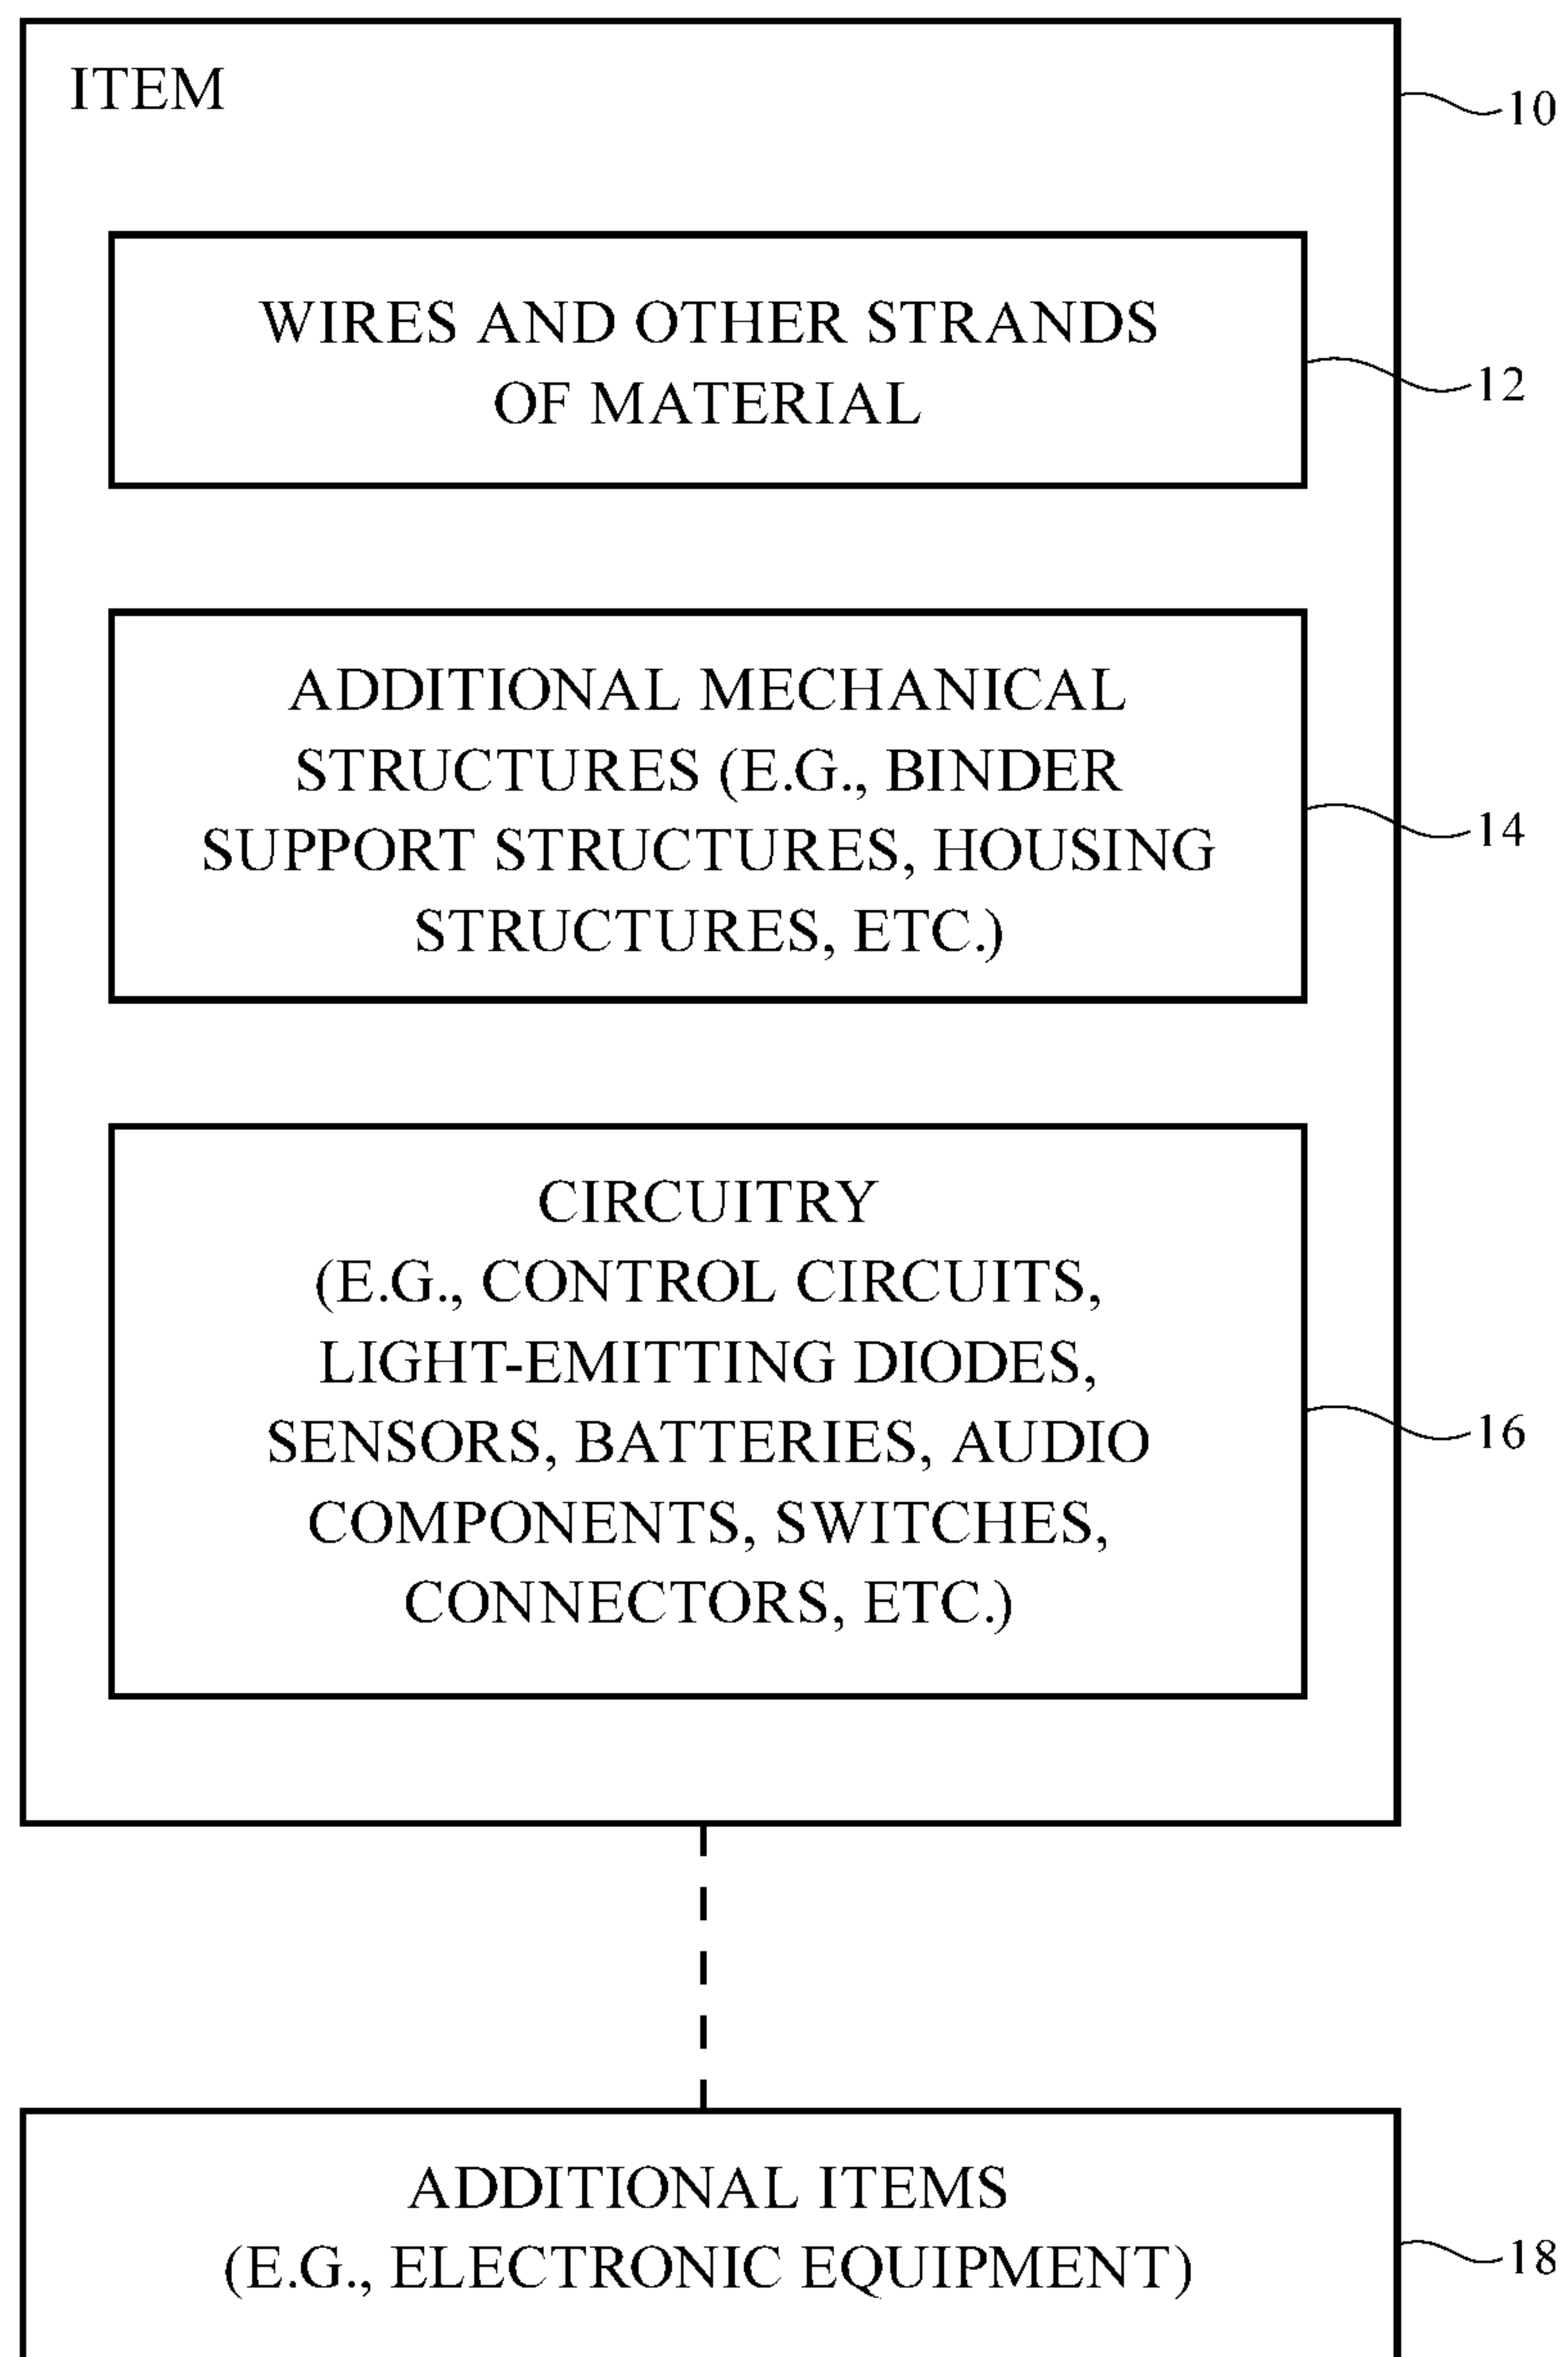 ITEM
10
WIRES AND OTHER STRANDS
OF MATERIAL
12
ADDITIONAL MECHANICAL
STRUCTURES (E.G., BINDER
SUPPORT STRUCTURES, HOUSING
STRUCTURES, ETC.)
14
CIRCUITRY
(E.G., CONTROL CIRCUITS,
LIGHT-EMITTING DIODES,
SENSORS, BATTERIES, AUDIO
COMPONENTS, SWITCHES,
CONNECTORS, ETC.)
16
ADDITIONAL ITEMS
(E.G., ELECTRONIC EQUIPMENT)
18